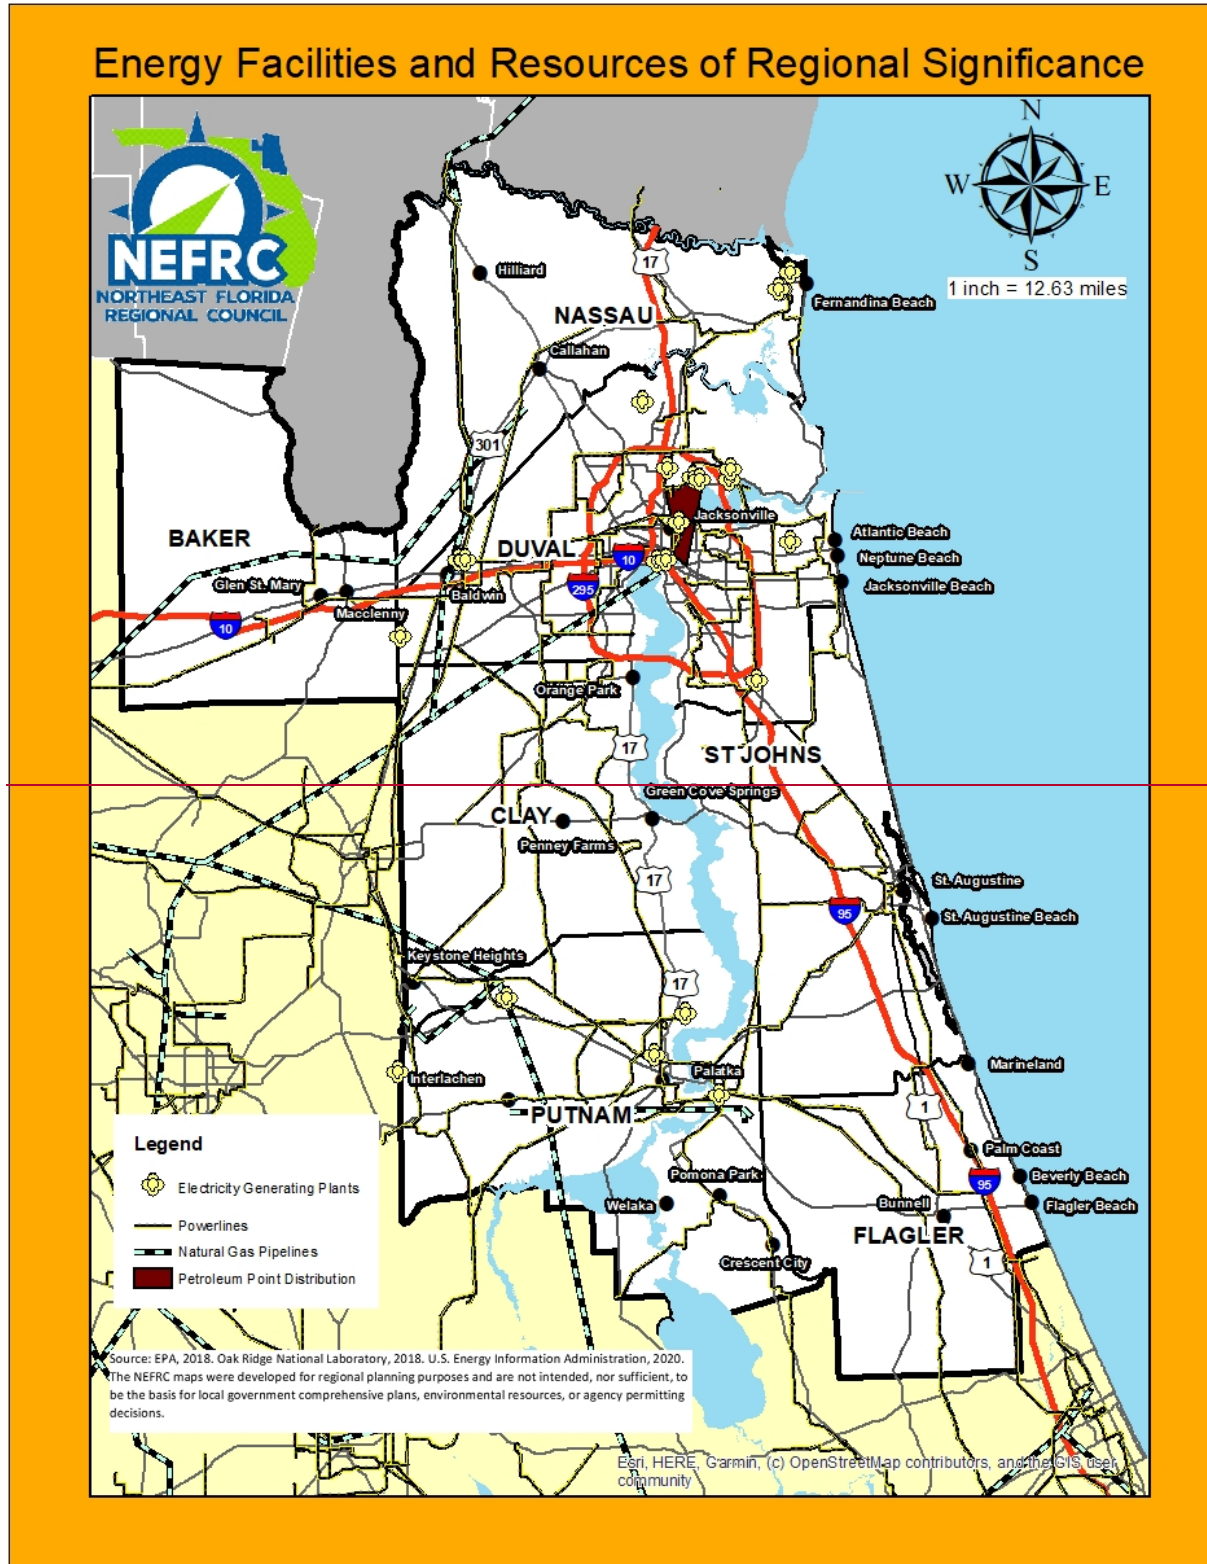 Energy Facilities and Resources of Regional Significance
N
W
E
S
1 inch = 12.63 miles
NEFRC
NORTHEAST FLORIDA
REGIONAL COUNCIL
17
Hilliard
Fernandina Beach
NASSAU
Callahan
301
Jacksonville
BAKER
DUVAL
Atlantic Beach
10
Neptune Beach
Glen St. Mary
295
Jacksonville Beach
Baldwin
Macclenny
10
Orange Park
17
ST JOHNS
Green Cove Springs
CLAY
Penney Farms
17
St. Augustine
95
St. Augustine Beach
Keystone Heights
17
Marineland
Palatka
Interlachen
1
PUTNAM
Legend
Electricity Generating Plants
Powerlines
Natural Gas Pipelines
Petroleum Point Distribution
Palm Coast
Pomona Park
Beverly Beach
95
Welaka
Bunnell
Flagler Beach
FLAGLER
Crescent City
1
Source: EPA, 2018. Oak Ridge National Laboratory, 2018. U.S. Energy Information Administration, 2020.
The NEFRC maps were developed for regional planning purposes and are not intended, nor sufficient, to
be the basis for local government comprehensive plans, environmental resources, or agency permitting
decisions.
Esri, HERE, Garmin, (c) OpenStreetMap contributors, and the GIS user
community